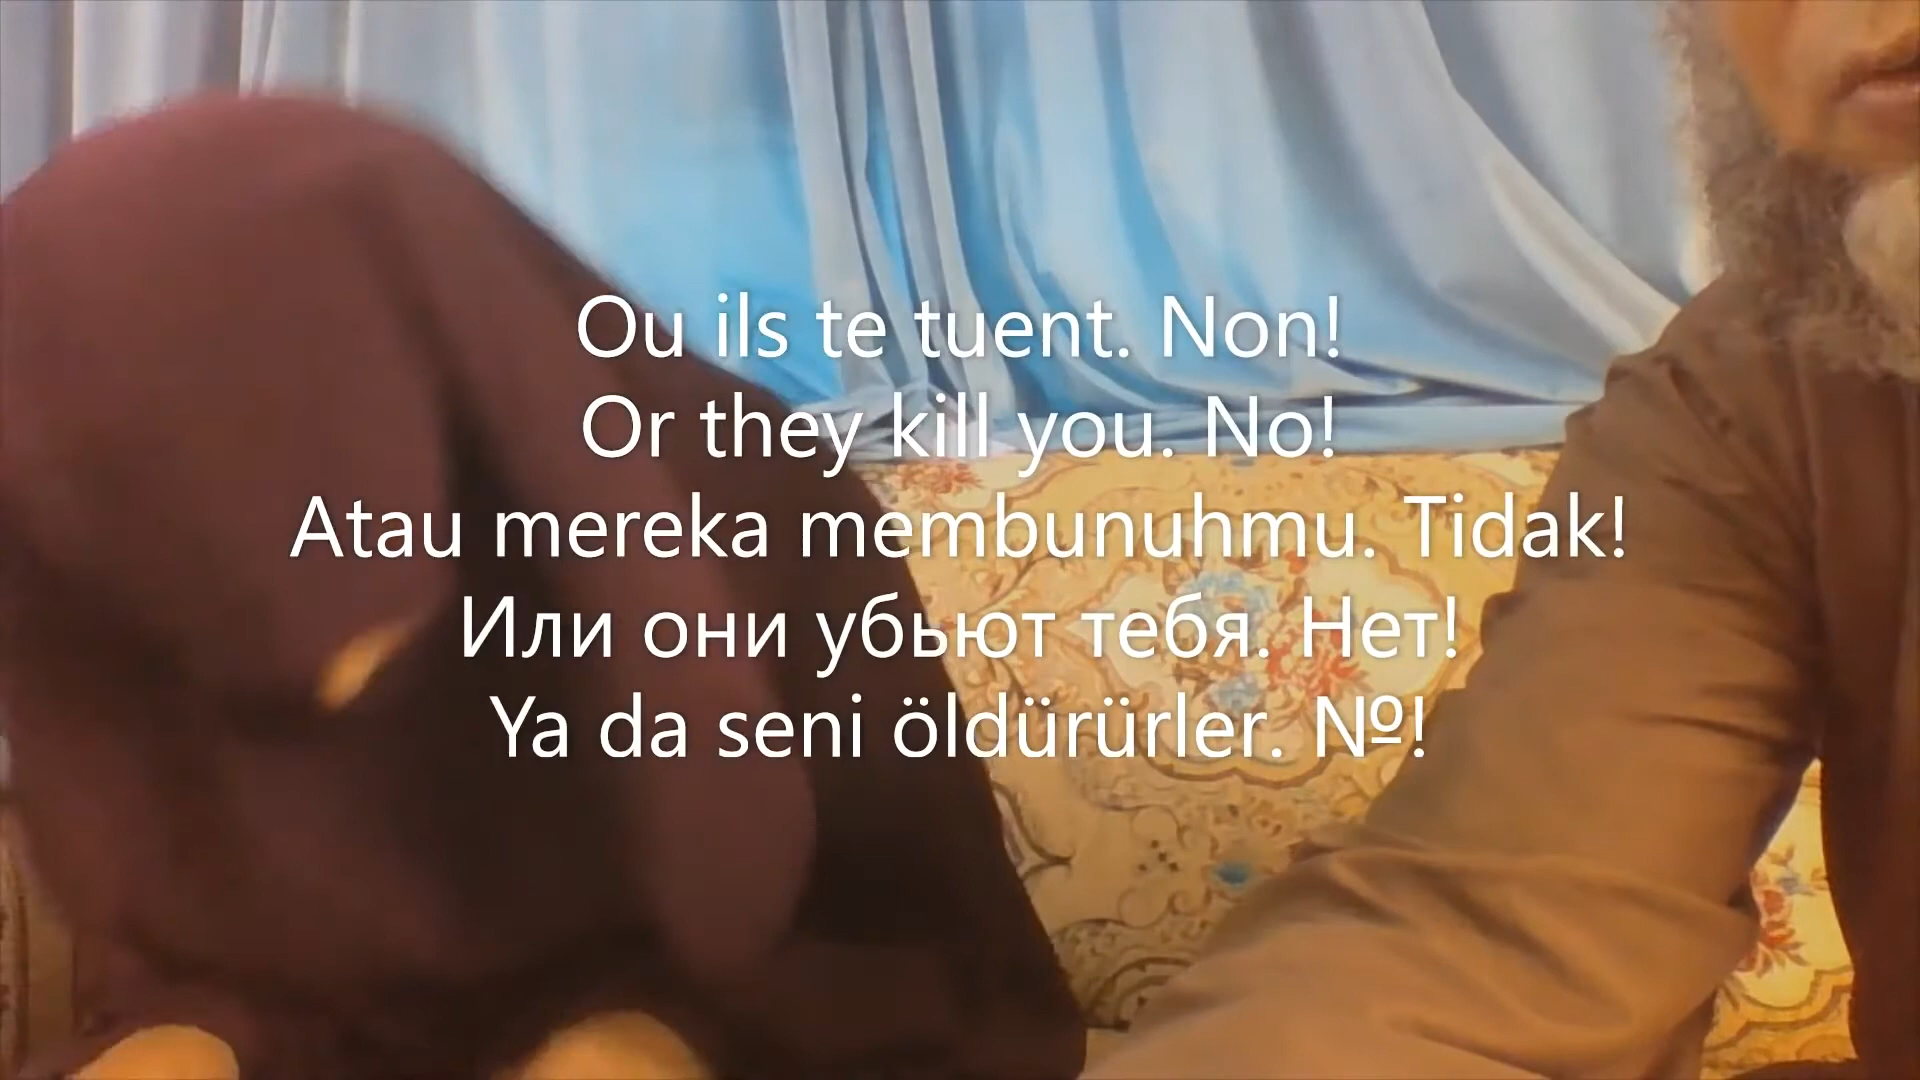 Ou ils te tuent. Non!
Or they kill you. No!
Atau mereka membunuhmu. Tidak!
Или они убьют тебя. Нет!
Ya da seni öldürürler. №!